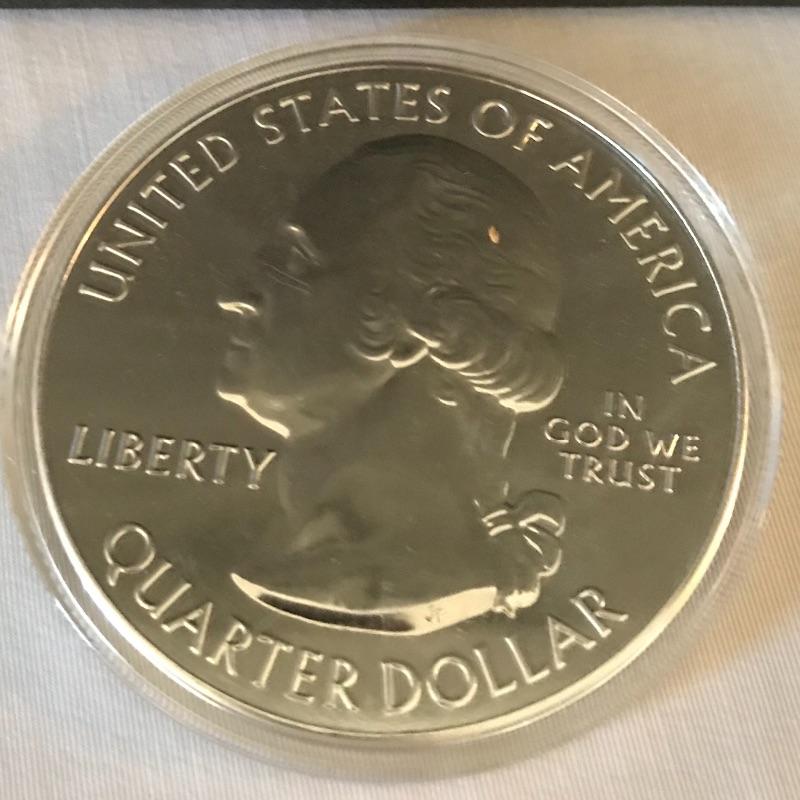 UNITED STATES OF AMERICA
LIBERTY
IN
GOD WE
TRUST
QUARTER DOLLAR